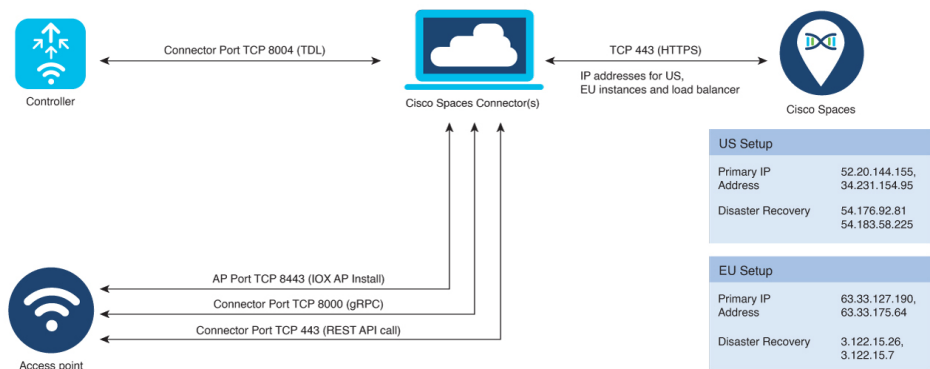 Connector Port TCP 8004 (TDL)
TCP 443 (HTTPS)
IP addresses for US,
EU instances and load balancer
Controller
Cisco Spaces Connector(s)
Cisco Spaces
US Setup
Primary IP
Address
52.20.144.155,
34.231.154.95
Disaster Recovery
54.176.92.81
54.183.58.225
AP Port TCP 8443 (IOX AP Install)
Connector Port TCP 8000 (gRPC)
Connector Port TCP 443 (REST API call)
Access point
EU Setup
Primary IP
Address
63.33.127.190,
63.33.175.64
Disaster Recovery
3.122.15.26,
3.122.15.7